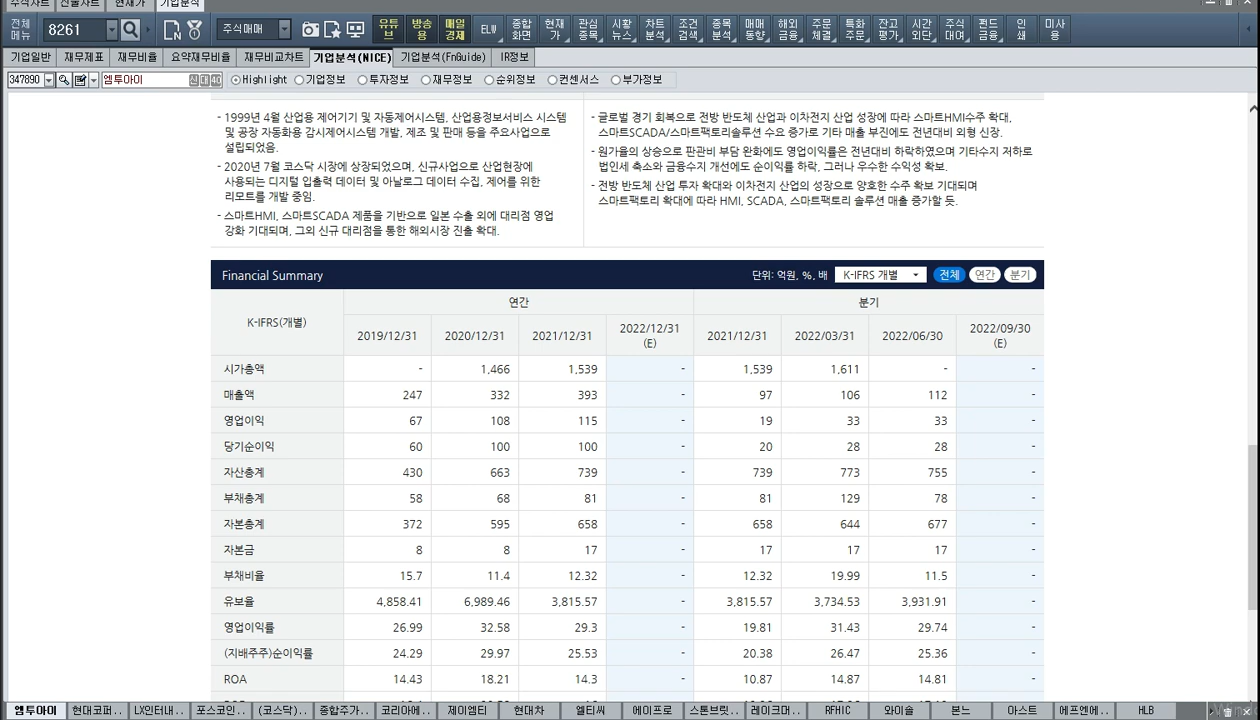 주식차트 선물차트 현재가 기업분석
전체메뉴 8261 주식매매 유튜브 방송용 매일경제 ELW 종합화면 현재가 관심종목 시황뉴스 차트분석 조건검색 종목분석 매매동향 해외금융 주문체결 특화주문 잔고평가 시간외단 주식대여 펀드금융 인쇄 미사용
기업일반 재무제표 재무비율 요약재무비율 재무비교차트 기업분석(NICE) 기업분석(FnGuide) IR정보
347890 엠투아이 신 대 40 Highlight 기업정보 투자정보 재무정보 순위정보 컨센서스 부가정보
- 1999년 4월 산업용 제어기기 및 자동제어시스템, 산업용정보서비스 시스템
및 공장 자동화용 감시제어시스템 개발, 제조 및 판매 등을 주요사업으로
설립되었음.
- 2020년 7월 코스닥 시장에 상장되었으며, 신규사업으로 산업현장에
사용되는 디지털 입출력 데이터 및 아날로그 데이터 수집, 제어를 위한
리모트를 개발 중임.
- 스마트HMI, 스마트SCADA 제품을 기반으로 일본 수출 외에 대리점 영업
강화 기대되며, 그외 신규 대리점을 통한 해외시장 진출 확대.
- 글로벌 경기 회복으로 전방 반도체 산업과 이차전지 산업 성장에 따라 스마트HMI수주 확대,
스마트SCADA/스마트팩토리솔루션 수요 증가로 기타 매출 부진에도 전년대비 외형 신장.
- 원가율의 상승으로 판관비 부담 완화에도 영업이익률은 전년대비 하락하였으며 기타수지 저하로
법인세 축소와 금융수지 개선에도 순이익률 하락, 그러나 우수한 수익성 확보.
- 전방 반도체 산업 투자 확대와 이차전지 산업의 성장으로 양호한 수주 확보 기대되며
스마트팩토리 확대에 따라 HMI, SCADA, 스마트팩토리 솔루션 매출 증가할 듯.
Financial Summary 단위: 억원, %, 배 K-IFRS 개별 전체 연간 분기
K-IFRS(개별) 연간 분기
2019/12/31 2020/12/31 2021/12/31 2022/12/31 (E) 2021/12/31 2022/03/31 2022/06/30 2022/09/30 (E)
시가총액 - 1,466 1,539 - 1,539 1,611 - -
매출액 247 332 393 - 97 106 112 -
영업이익 67 108 115 - 19 33 33 -
당기순이익 60 100 100 - 20 28 28 -
자산총계 430 663 739 - 739 773 755 -
부채총계 58 68 81 - 81 129 78 -
자본총계 372 595 658 - 658 644 677 -
자본금 8 8 17 - 17 17 17 -
부채비율 15.7 11.4 12.32 - 12.32 19.99 11.5 -
유보율 4,858.41 6,989.46 3,815.57 - 3,815.57 3,734.53 3,931.91 -
영업이익률 26.99 32.58 29.3 - 19.81 31.43 29.74 -
(지배주주)순이익률 24.29 29.97 25.53 - 20.38 26.47 25.36 -
ROA 14.43 18.21 14.3 - 10.87 14.87 14.81 -
엠투아이 현대코퍼.. LX인터내.. 포스코인.. (코스닥).. 종합주가.. 코리아에.. 제이엠티 현대차 엘티씨 에이프로 스톤브릿.. 레이크머.. RFHIC 와이솔 본느 아스트 에프엔에.. HLB